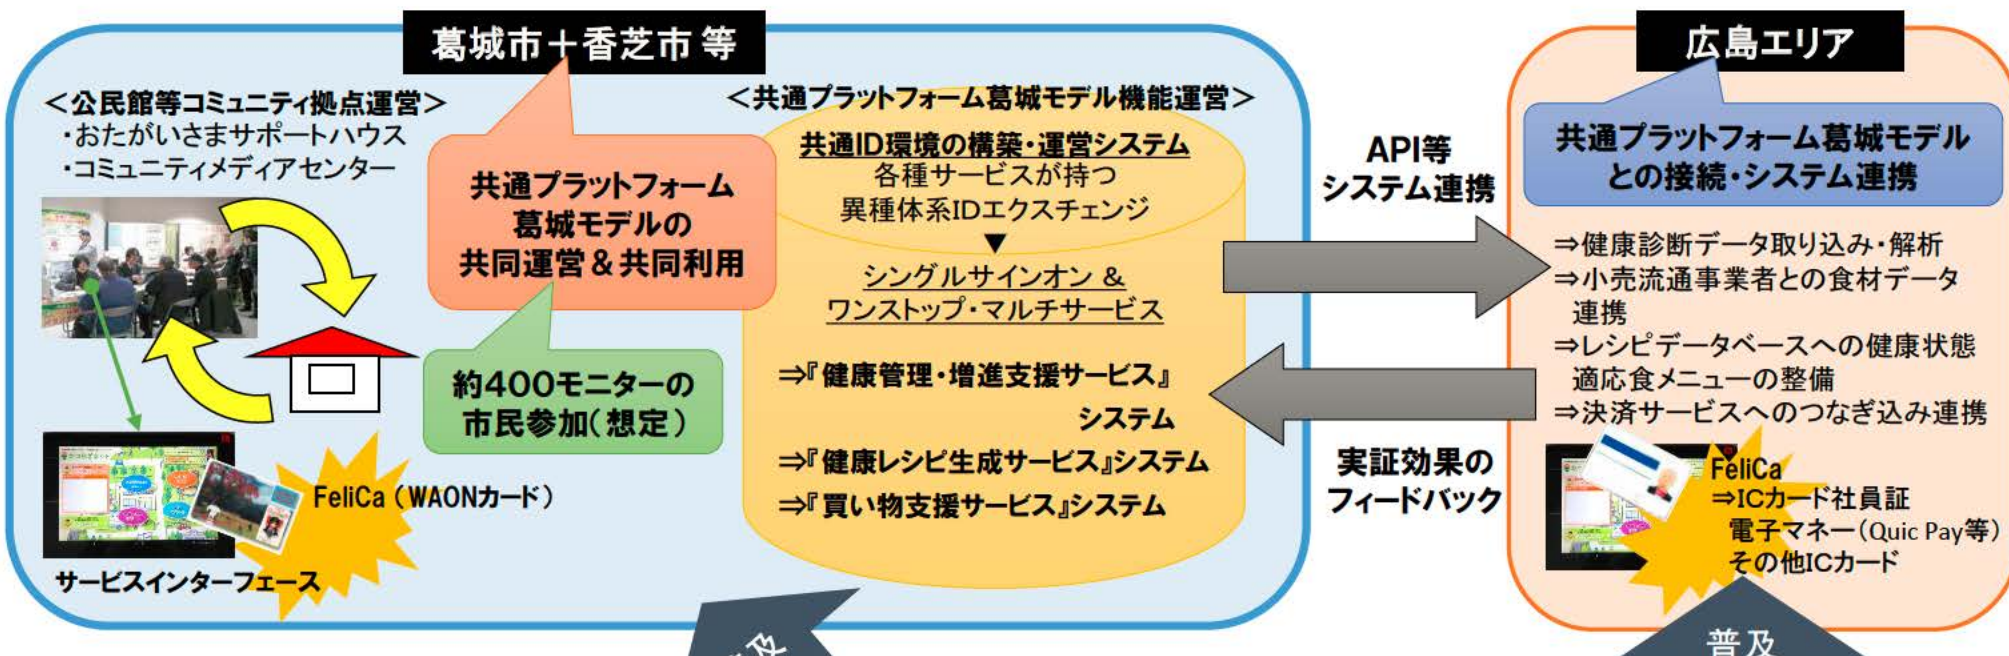 葛城市+香芝市 等
<公民館等コミュニティ拠点運営>
・おたがいさまサポートハウス
・コミュニティメディアセンター
共通プラットフォーム
葛城モデルの
共同運営&共同利用
約400モニターの
市民参加(想定)
FeliCa(WAONカード)
サービスインターフェース
<共通プラットフォーム葛城モデル機能運営>
共通ID環境の構築・運営システム
各種サービスが持つ
異種体系IDエクスチェンジ
▼
シングルサインオン &
ワンストップ・マルチサービス
⇒『健康管理・増進支援サービス』
システム
⇒『健康レシピ生成サービス』システム
⇒『買い物支援サービス』システム
API等
システム連携
実証効果の
フィードバック
広島エリア
共通プラットフォーム葛城モデル
との接続・システム連携
⇒健康診断データ取り込み・解析
⇒小売流通事業者との食材データ
連携
⇒レシピデータベースへの健康状態
適応食メニューの整備
⇒決済サービスへのつなぎ込み連携
FeliCa
⇒ICカード社員証
電子マネー(Quic Pay等)
その他ICカード
普及